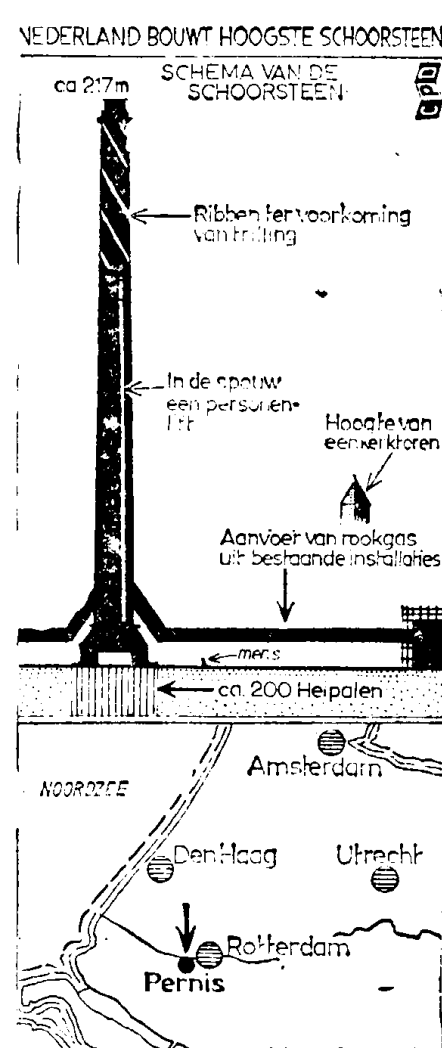 NEDERLAND BOUWT HOOGSTE SCHOORSTEEN
SCHEMA VAN DE
SCHOORSTEEN
CPD
ca 217m
Ribben ter voorkoming
van trilling
In de spouw
een personen-
lift
Hoogte van
een kerktoren
Aanvoer van rookgas
uit bestaande installaties
mens
ca. 200 Heipalen
NOORDZEE
Amsterdam
Den Haag
Utrecht
Rotterdam
Pernis